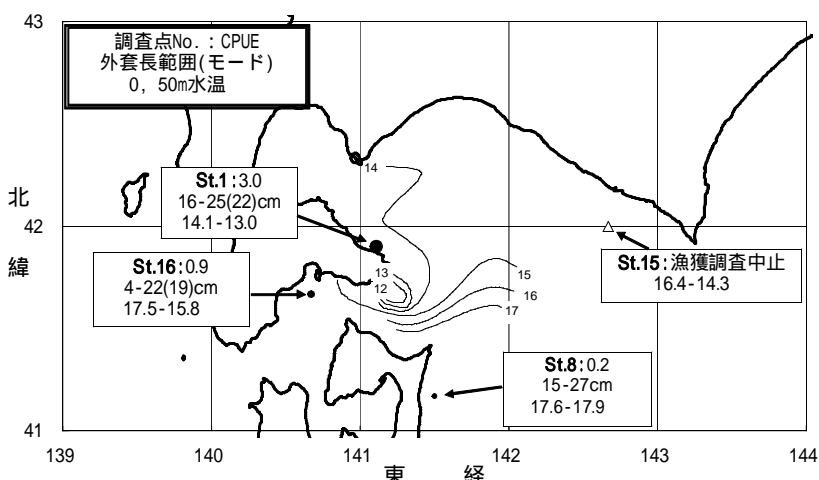 43
調査点No.:CPUE
外套長範囲(モード)
0, 50m水温
14
St.1:3.0
16-25(22)cm
14.1-13.0
北
緯
42
St.15:漁獲調査中止
16.4-14.3
St.16:0.9
4-22(19)cm
17.5-15.8
13
12
15
16
17
St.8:0.2
15-27cm
17.6-17.9
41
139
140
141
142
143
144
東 経